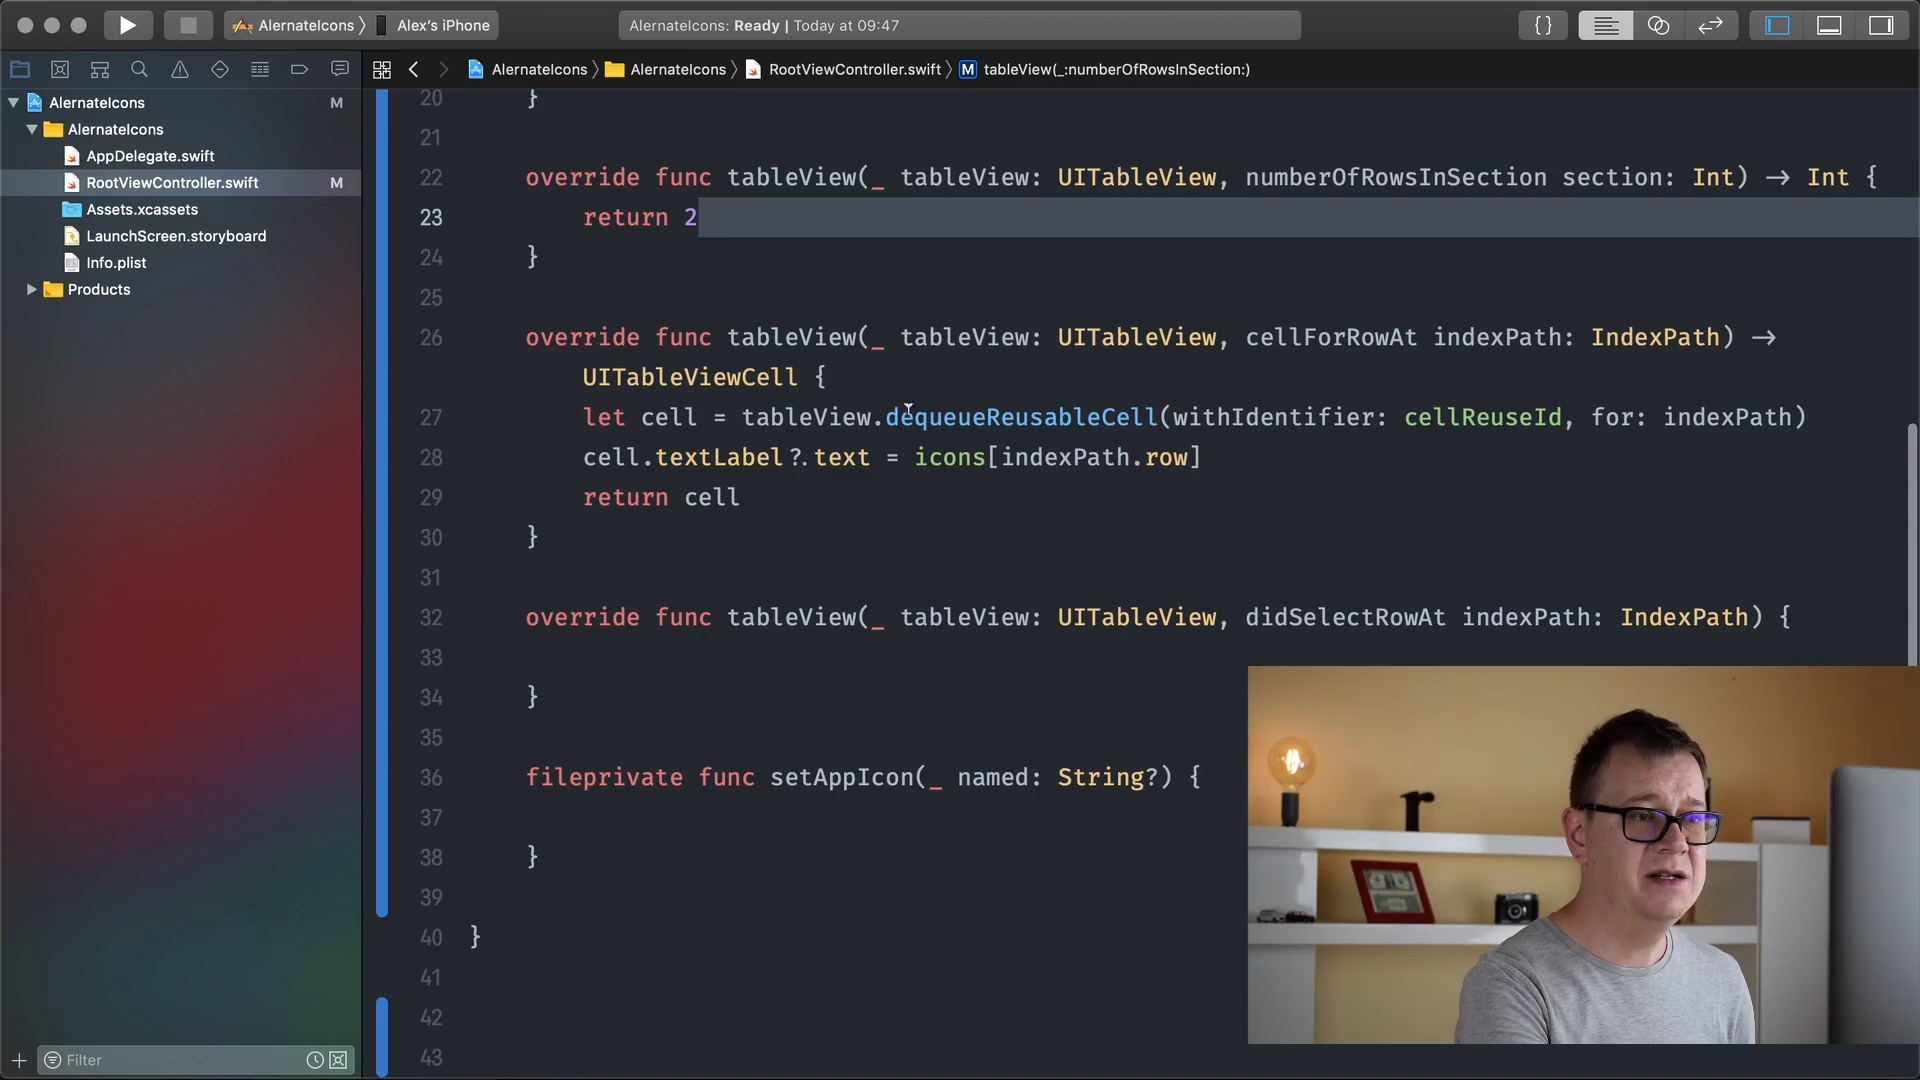 AlernateIcons
Alex's iPhone
AlernateIcons: Ready | Today at 09:47
AlernateIcons
AlernateIcons
RootViewController.swift
M
tableView(_:numberOfRowsInSection:)
AlernateIcons M
AlernateIcons
AppDelegate.swift
RootViewController.swift M
Assets.xcassets
LaunchScreen.storyboard
Info.plist
Products
Filter
20 }
21
22 override func tableView(_ tableView: UITableView, numberOfRowsInSection section: Int) -> Int {
23 return 2
24 }
25
26 override func tableView(_ tableView: UITableView, cellForRowAt indexPath: IndexPath) ->
UITableViewCell {
27 let cell = tableView.dequeueReusableCell(withIdentifier: cellReuseId, for: indexPath)
28 cell.textLabel?.text = icons[indexPath.row]
29 return cell
30 }
31
32 override func tableView(_ tableView: UITableView, didSelectRowAt indexPath: IndexPath) {
33
34 }
35
36 fileprivate func setAppIcon(_ named: String?) {
37
38 }
39
40 }
41
42
43